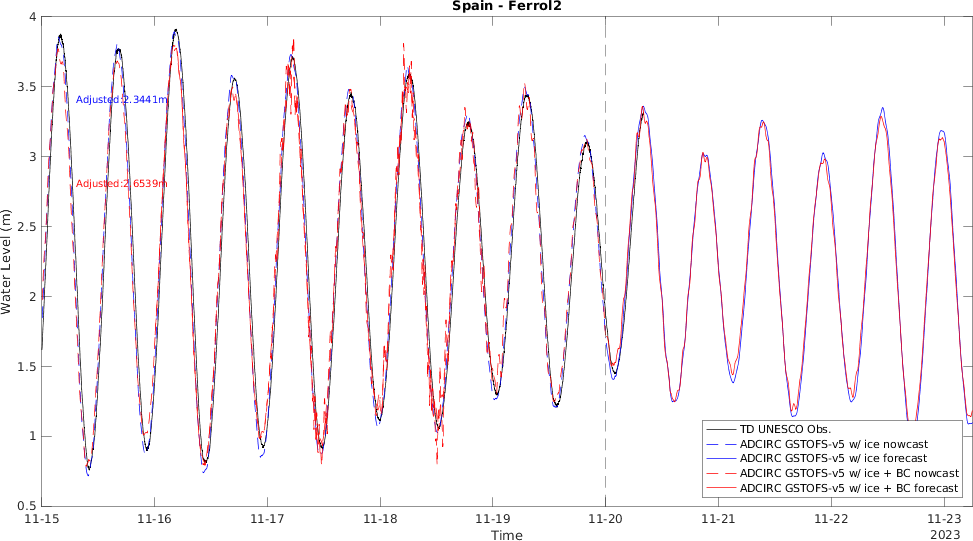 Spain - Ferrol2
4
3.5
3
2.5
2
1.5
1
0.5
Water Level (m)
Adjusted:2.3441m
Adjusted:2.6539m
TD UNESCO Obs.
ADCIRC GSTOFS-v5 w/ ice nowcast
ADCIRC GSTOFS-v5 w/ ice forecast
ADCIRC GSTOFS-v5 w/ ice + BC nowcast
ADCIRC GSTOFS-v5 w/ ice + BC forecast
11-15 11-16 11-17 11-18 11-19 11-20 11-21 11-22 11-23
Time
2023